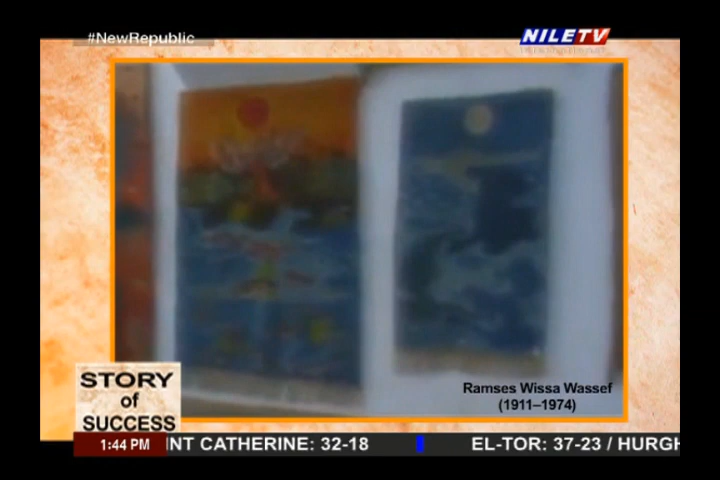 #NewRepublic
NILETV
Ramses Wissa Wassef
(1911–1974)
STORY
of
SUCCESS
1:44 PM INT CATHERINE: 32-18 EL-TOR: 37-23 / HURGH